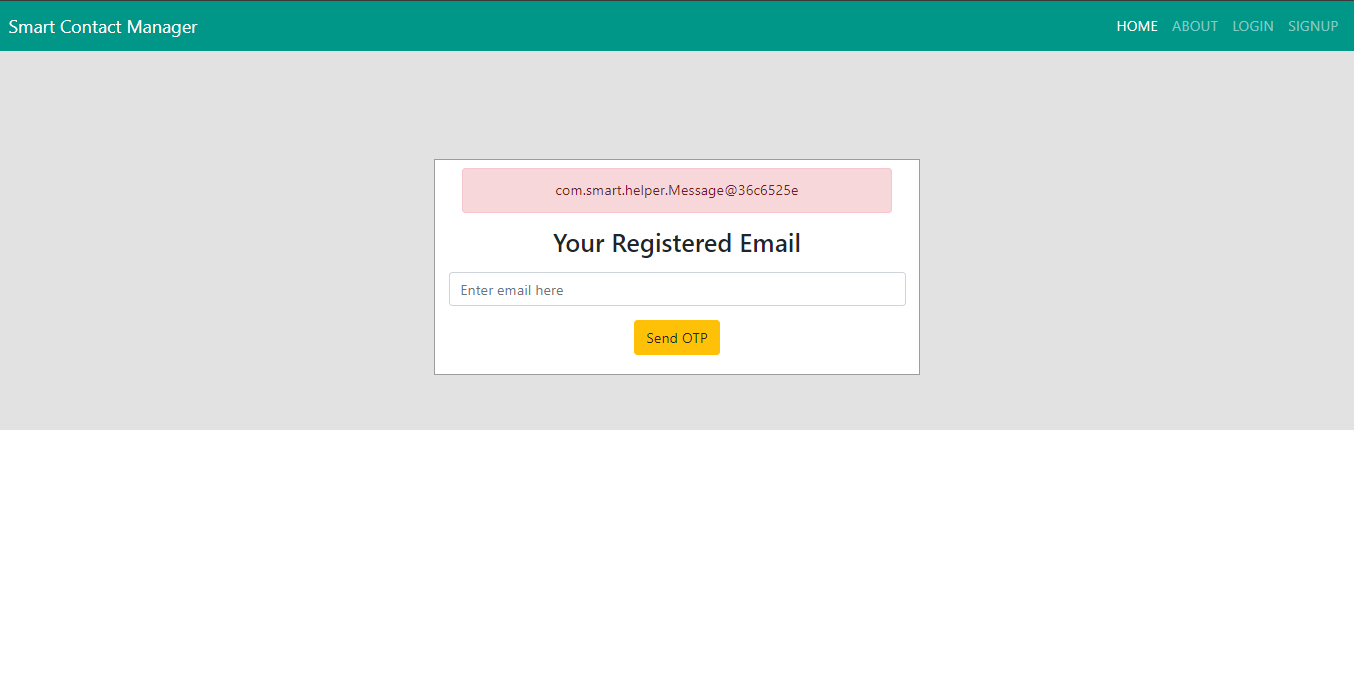 Smart Contact Manager
HOME ABOUT LOGIN SIGNUP
com.smart.helper.Message@36c6525e
Your Registered Email
Enter email here
Send OTP